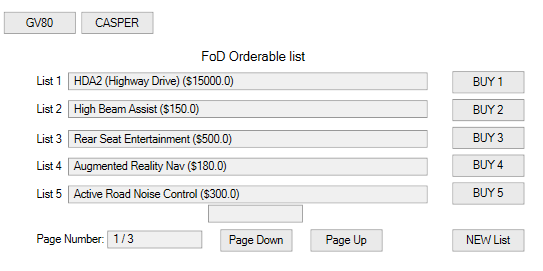 GV80 CASPER
FoD Orderable list
List 1 HDA2 (Highway Drive) ($15000.0) BUY 1
List 2 High Beam Assist ($150.0) BUY 2
List 3 Rear Seat Entertainment ($500.0) BUY 3
List 4 Augmented Reality Nav ($180.0) BUY 4
List 5 Active Road Noise Control ($300.0) BUY 5
Page Number: 1 / 3 Page Down Page Up NEW List